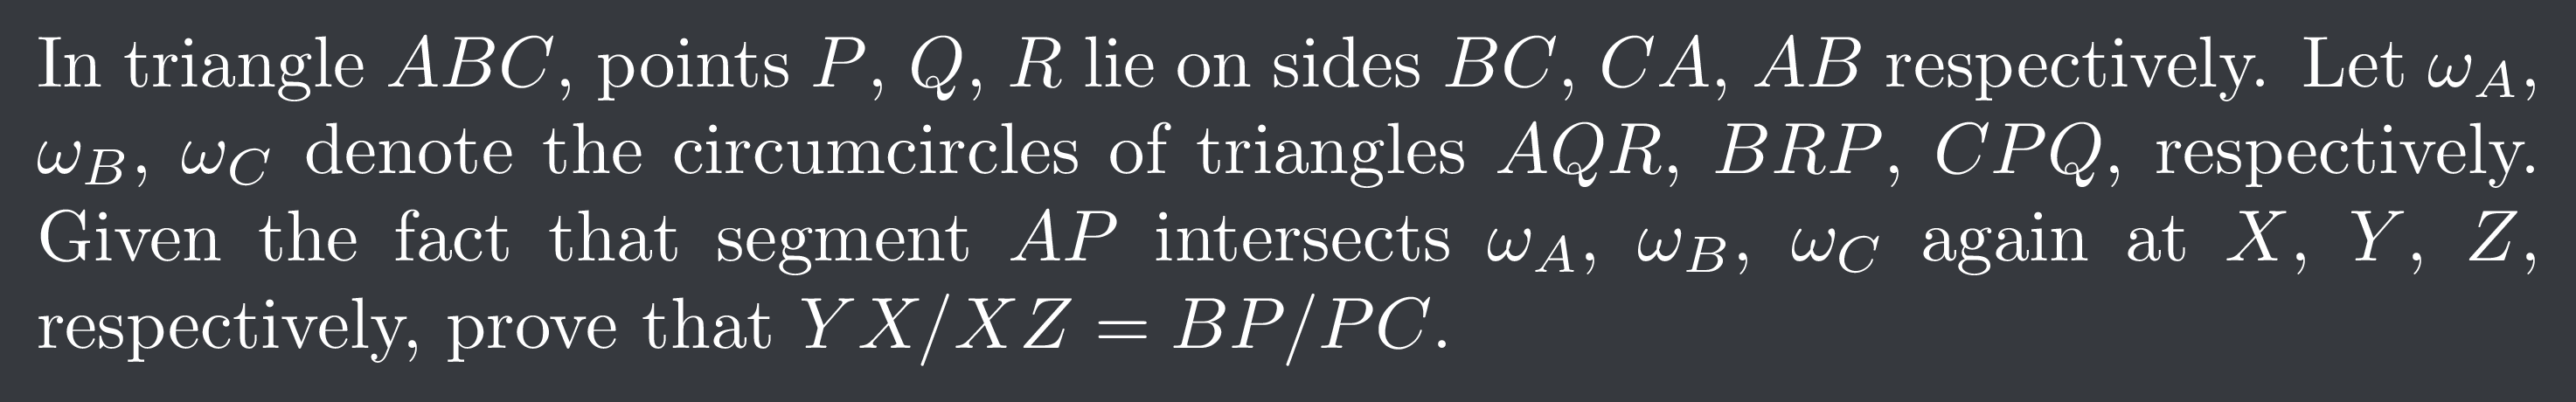 In triangle ABC, points P, Q, R lie on sides BC, CA, AB respectively. Let ω_A,
ω_B, ω_C denote the circumcircles of triangles AQR, BRP, CPQ, respectively.
Given the fact that segment AP intersects ω_A, ω_B, ω_C again at X, Y, Z,
respectively, prove that YX/XZ = BP/PC.